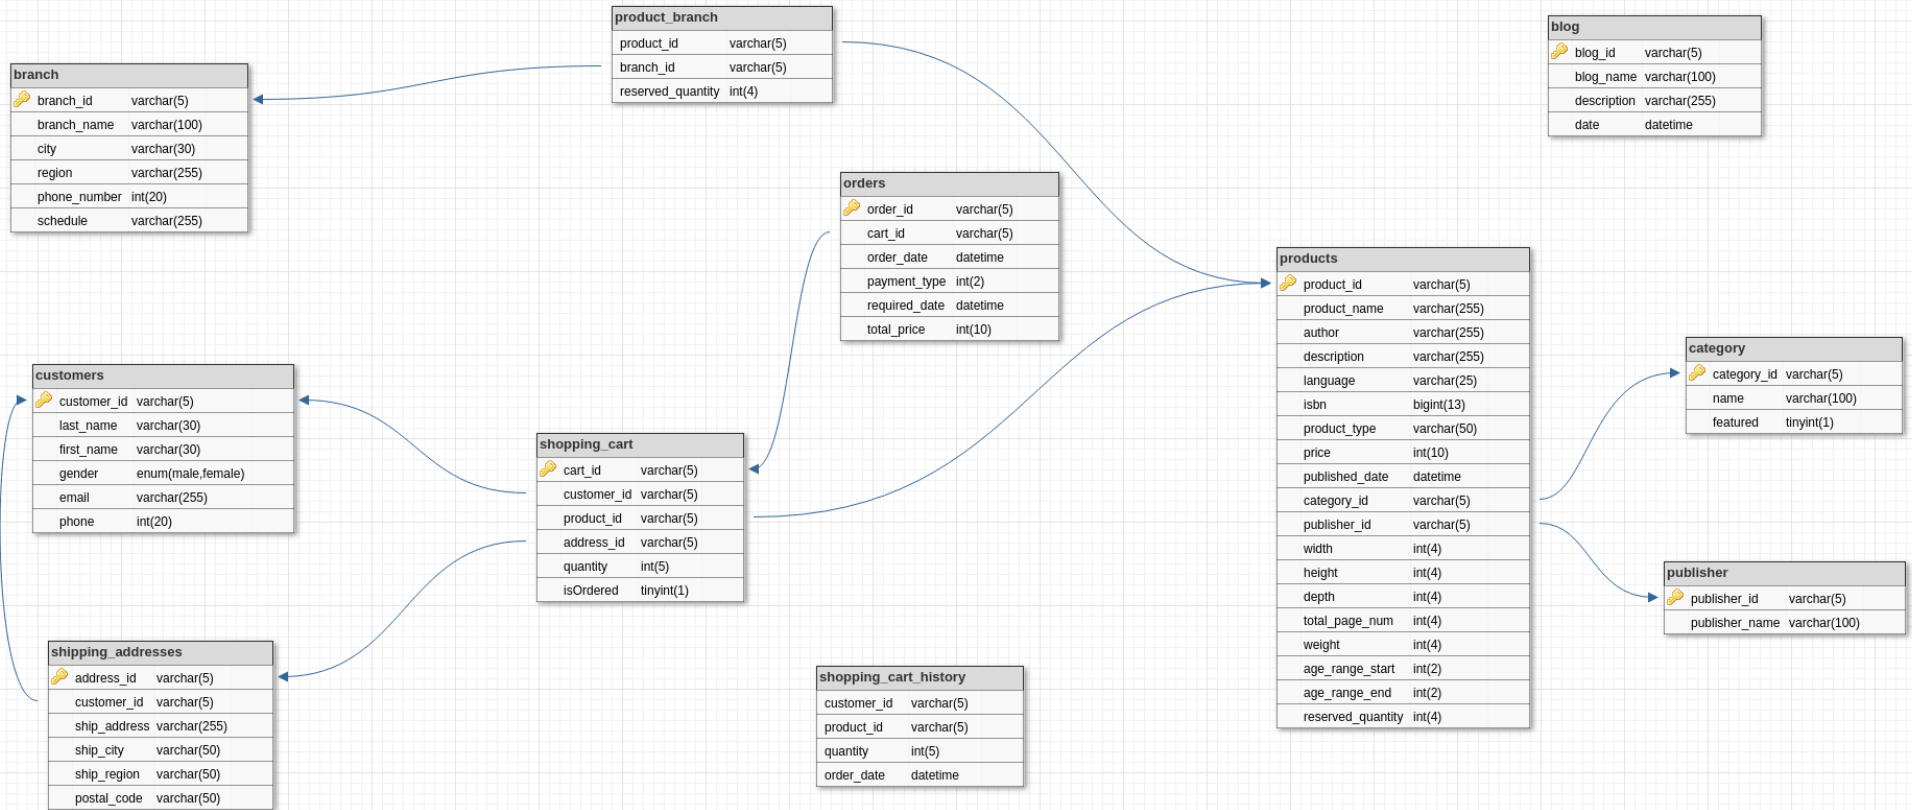 product_branch
product_id varchar(5)
branch_id varchar(5)
reserved_quantity int(4)
blog
blog_id varchar(5)
blog_name varchar(100)
description varchar(255)
date datetime
branch
branch_id varchar(5)
branch_name varchar(100)
city varchar(30)
region varchar(255)
phone_number int(20)
schedule varchar(255)
orders
order_id varchar(5)
cart_id varchar(5)
order_date datetime
payment_type int(2)
required_date datetime
total_price int(10)
products
product_id varchar(5)
product_name varchar(255)
author varchar(255)
description varchar(255)
language varchar(25)
isbn bigint(13)
product_type varchar(50)
price int(10)
published_date datetime
category_id varchar(5)
publisher_id varchar(5)
width int(4)
height int(4)
depth int(4)
total_page_num int(4)
weight int(4)
age_range_start int(2)
age_range_end int(2)
reserved_quantity int(4)
category
category_id varchar(5)
name varchar(100)
featured tinyint(1)
customers
customer_id varchar(5)
last_name varchar(30)
first_name varchar(30)
gender enum(male,female)
email varchar(255)
phone int(20)
shopping_cart
cart_id varchar(5)
customer_id varchar(5)
product_id varchar(5)
address_id varchar(5)
quantity int(5)
isOrdered tinyint(1)
publisher
publisher_id varchar(5)
publisher_name varchar(100)
shipping_addresses
address_id varchar(5)
customer_id varchar(5)
ship_address varchar(255)
ship_city varchar(50)
ship_region varchar(50)
postal_code varchar(50)
shopping_cart_history
customer_id varchar(5)
product_id varchar(5)
quantity int(5)
order_date datetime